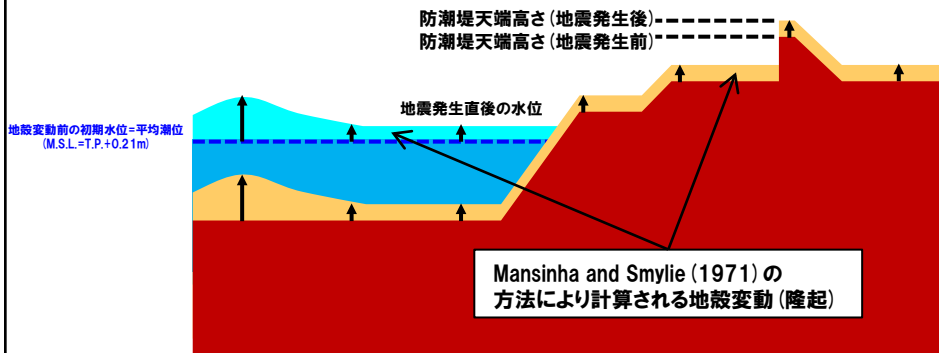 防潮堤天端高さ(地震発生後)
防潮堤天端高さ(地震発生前)
地震発生直後の水位
地殻変動前の初期水位=平均潮位
(M.S.L.=T.P.+0.21m)
Mansinha and Smylie(1971)の
方法により計算される地殻変動(隆起)